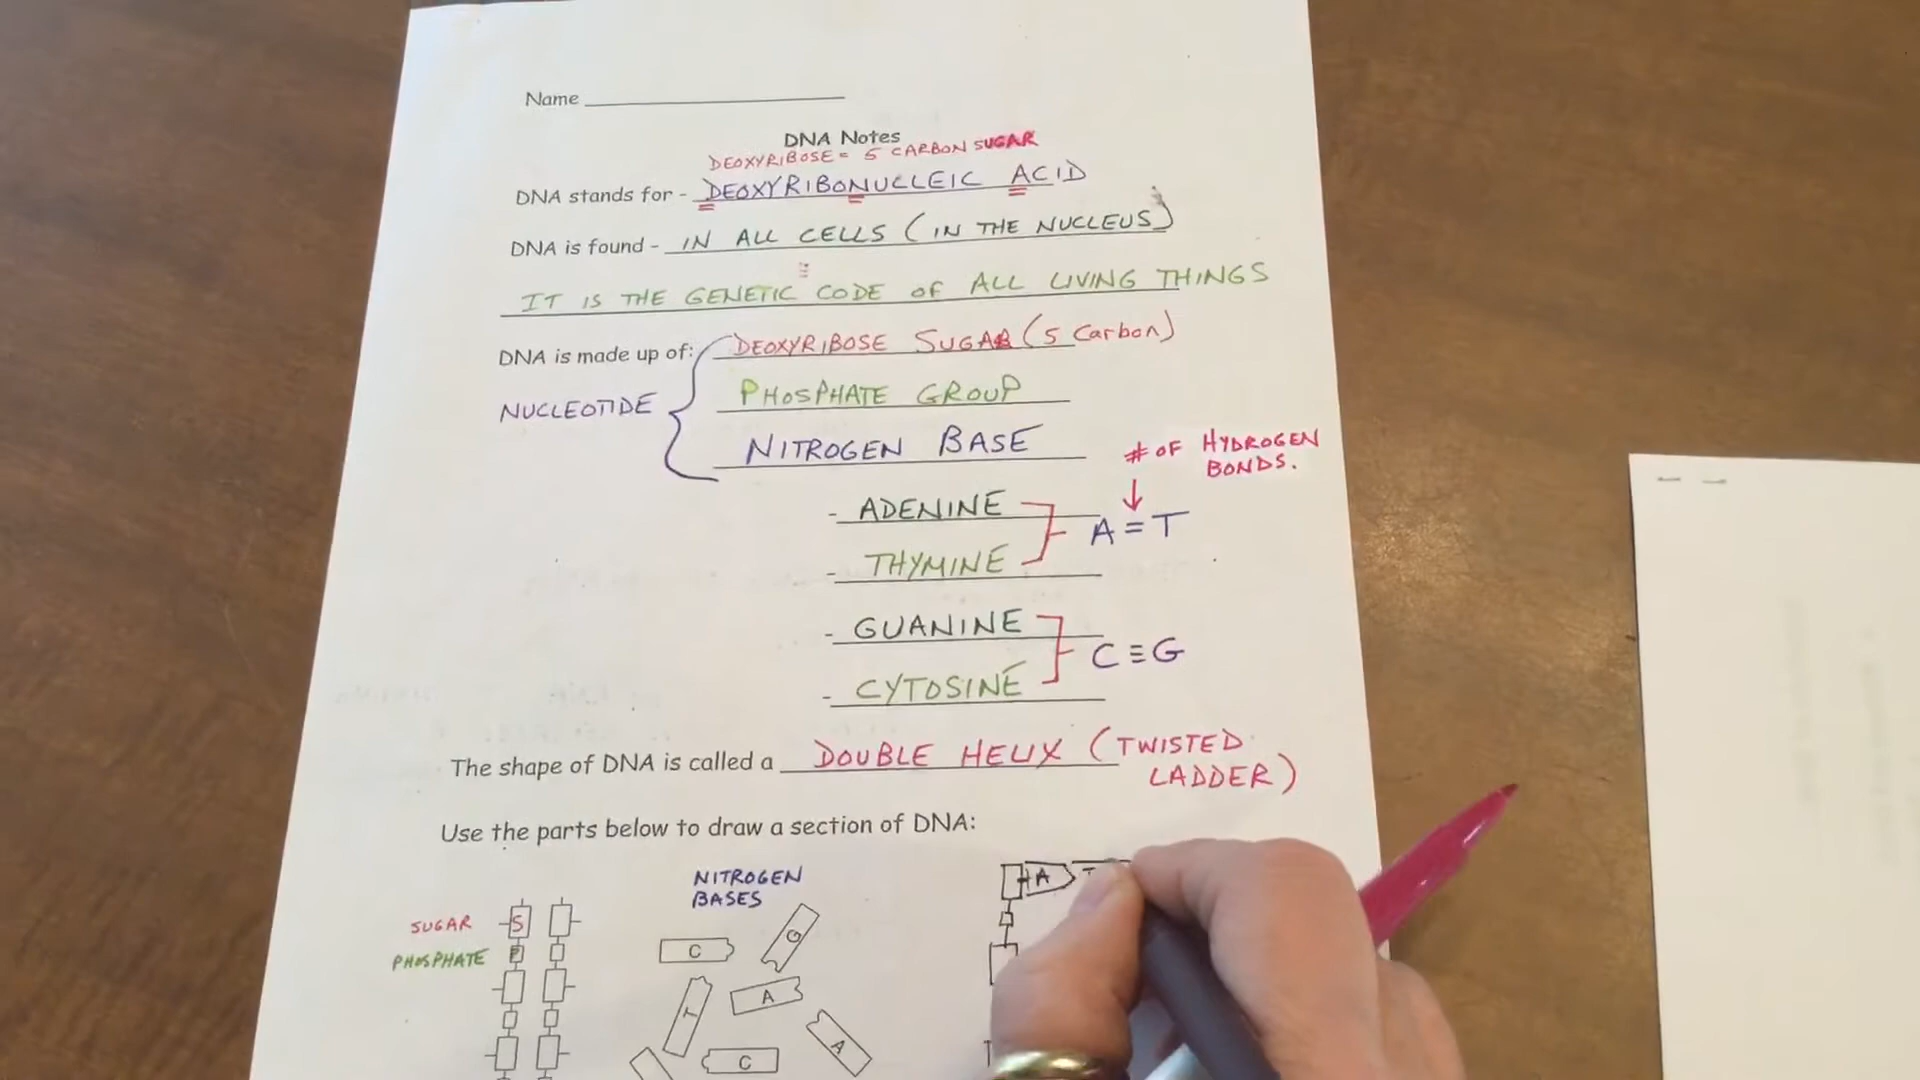 Name
DNA Notes
DEOXYRIBOSE = 5 CARBON SUGAR
DNA stands for - DEOXYRIBONUCLEIC ACID
DNA is found - IN ALL CELLS (IN THE NUCLEUS)
IT IS THE GENETIC CODE OF ALL LIVING THINGS
DNA is made up of: DEOXYRIBOSE SUGAR (5 Carbon)
NUCLEOTIDE
PHOSPHATE GROUP
NITROGEN BASE
# OF HYDROGEN
BONDS.
- ADENINE
A = T
- THYMINE
- GUANINE
C ≡ G
- CYTOSINE
The shape of DNA is called a DOUBLE HELIX (TWISTED
LADDER)
Use the parts below to draw a section of DNA:
NITROGEN
BASES
A
SUGAR S
PHOSPHATE P
C
G
T
A
A
C